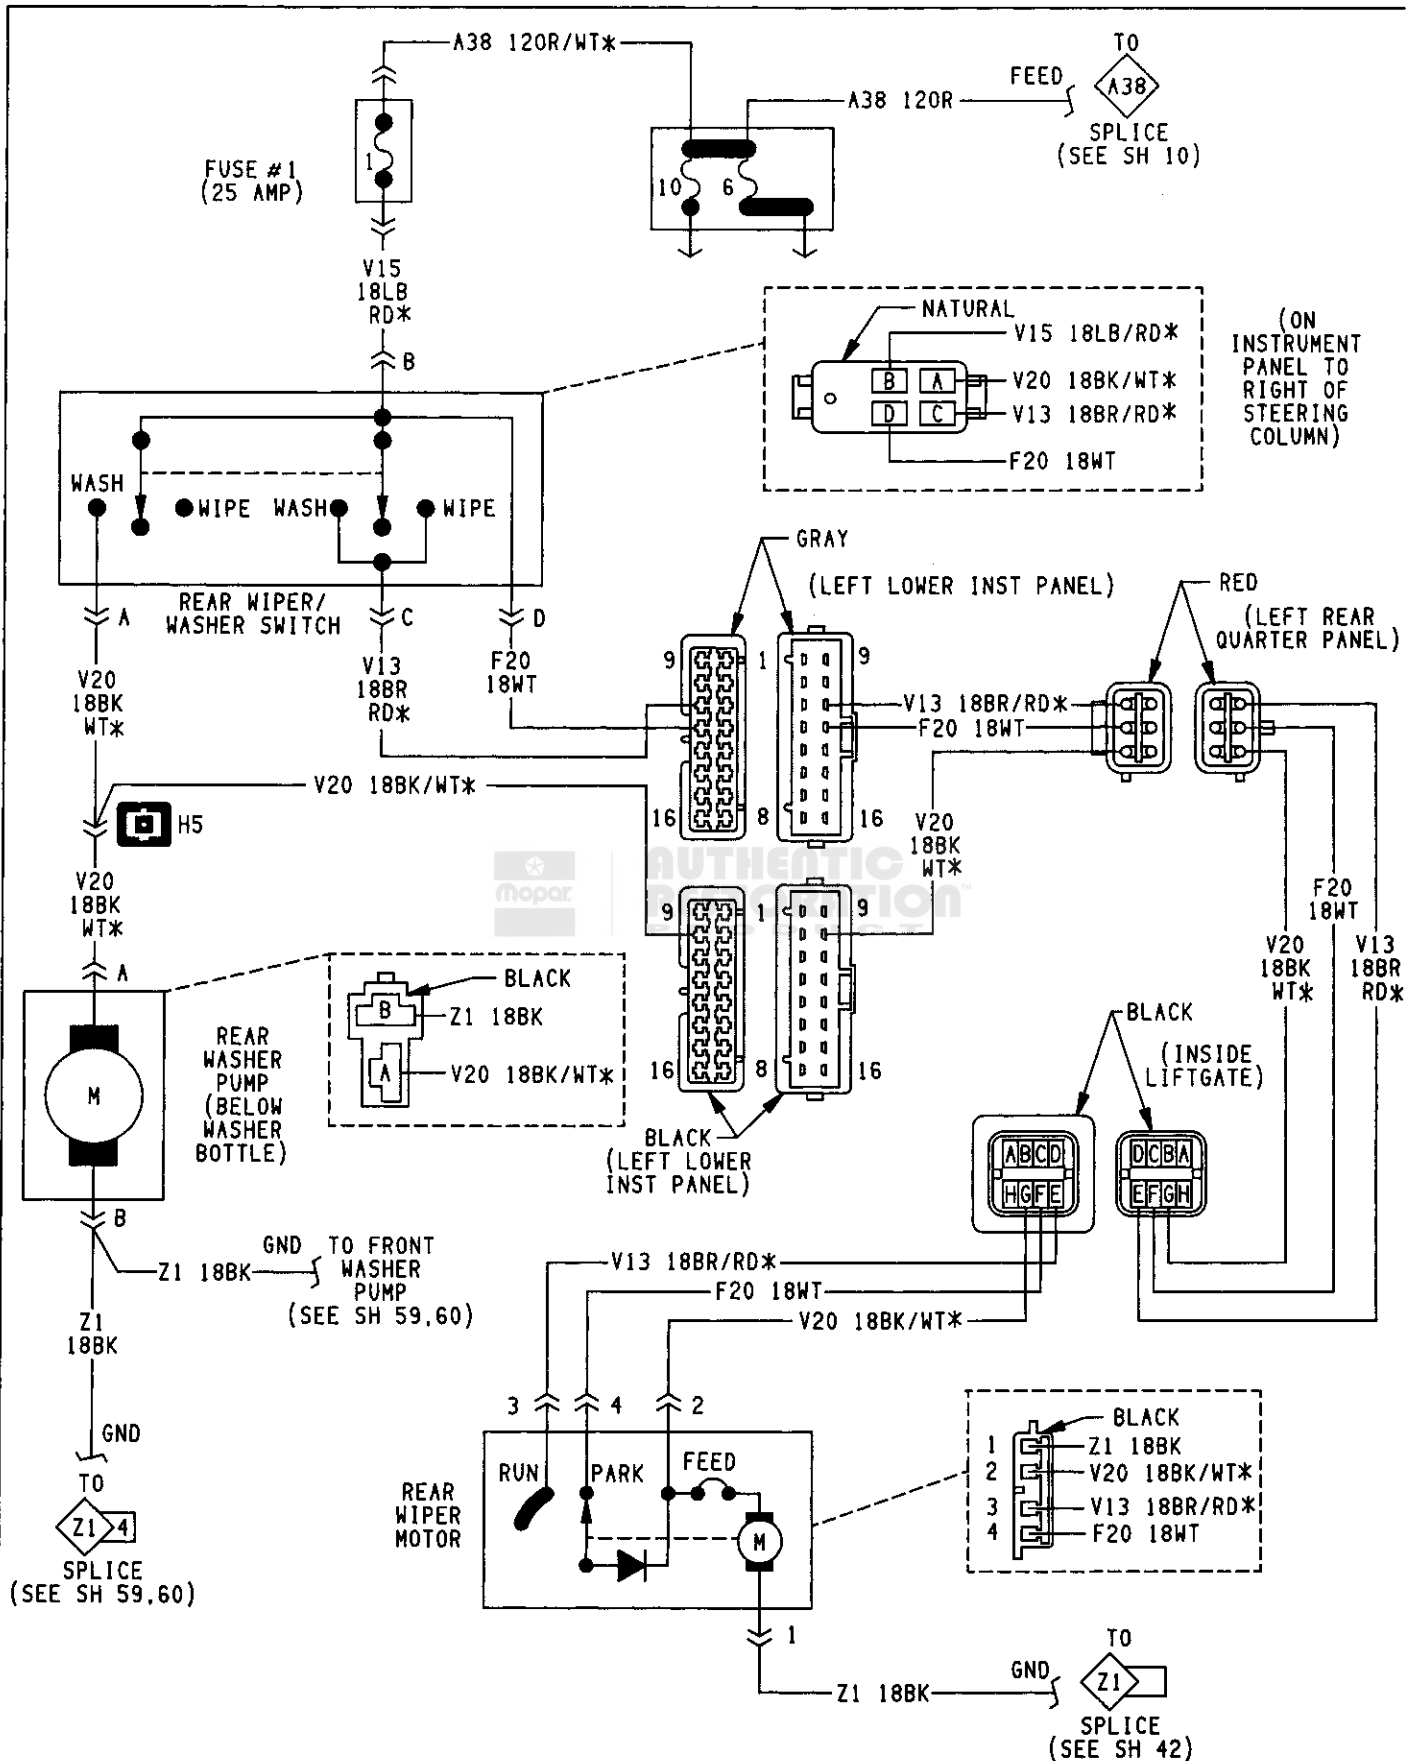 A38 12OR/WT*
TO
A38
FEED
A38 12OR
SPLICE
(SEE SH 10)
FUSE #1
(25 AMP)
1
10
6
V15
18LB
RD*
B
NATURAL
V15 18LB/RD*
B
A
V20 18BK/WT*
D
C
V13 18BR/RD*
F20 18WT
(ON
INSTRUMENT
PANEL TO
RIGHT OF
STEERING
COLUMN)
WASH
WIPE
WASH
WIPE
REAR WIPER/
WASHER SWITCH
A
C
D
V20
18BK
WT*
V13
18BR
RD*
F20
18WT
GRAY
(LEFT LOWER INST PANEL)
9
1
9
16
8
16
RED
(LEFT REAR
QUARTER PANEL)
V13 18BR/RD*
F20 18WT
V20 18BK/WT*
H5
V20
18BK
WT*
V20
18BK
WT*
Mopar
AUTHENTIC
RESTORATION™
PRODUCT
9
1
9
16
8
16
F20
18WT
V20
18BK
WT*
V13
18BR
RD*
A
REAR
WASHER
PUMP
(BELOW
WASHER
BOTTLE)
M
BLACK
B
Z1 18BK
A
V20 18BK/WT*
BLACK
(LEFT LOWER
INST PANEL)
BLACK
(INSIDE
LIFTGATE)
ABCD
HGFE
DCBA
EFGH
B
GND
TO FRONT
WASHER
PUMP
(SEE SH 59,60)
Z1 18BK
Z1
18BK
V13 18BR/RD*
F20 18WT
V20 18BK/WT*
GND
TO
Z1
4
SPLICE
(SEE SH 59,60)
3
4
2
RUN
PARK
FEED
REAR
WIPER
MOTOR
M
BLACK
1
Z1 18BK
2
V20 18BK/WT*
3
V13 18BR/RD*
4
F20 18WT
1
Z1 18BK
GND
TO
Z1
SPLICE
(SEE SH 42)